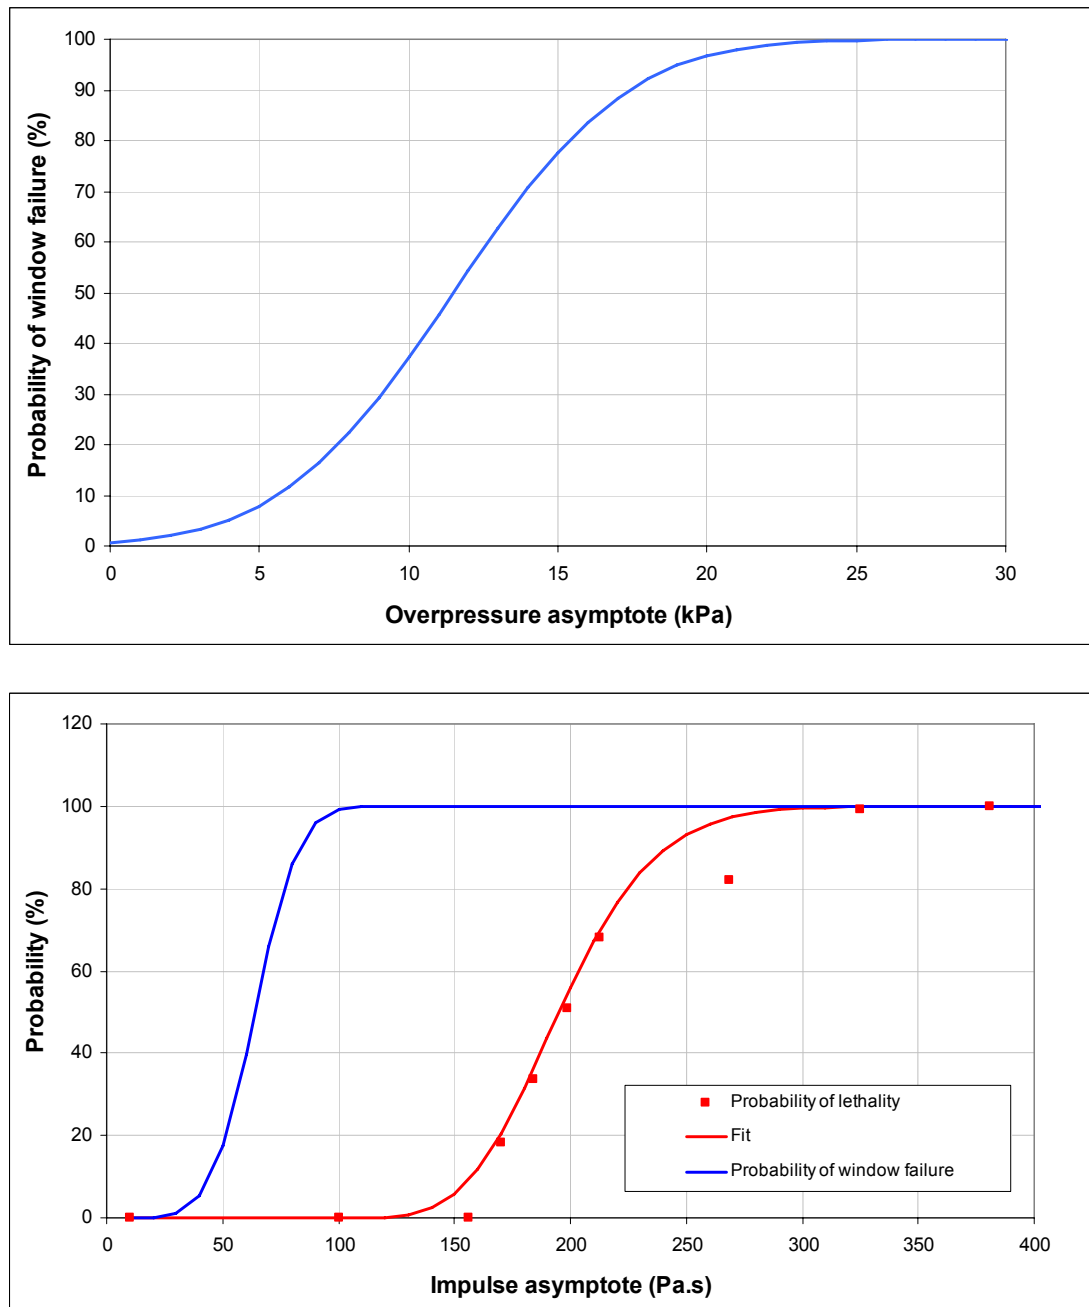 100
90
80
70
60
50
40
30
20
10
0
Probability of window failure (%)
0 5 10 15 20 25 30
Overpressure asymptote (kPa)
120
100
80
60
40
20
0
Probability (%)
Probability of lethality
Fit
Probability of window failure
0 50 100 150 200 250 300 350 400
Impulse asymptote (Pa.s)